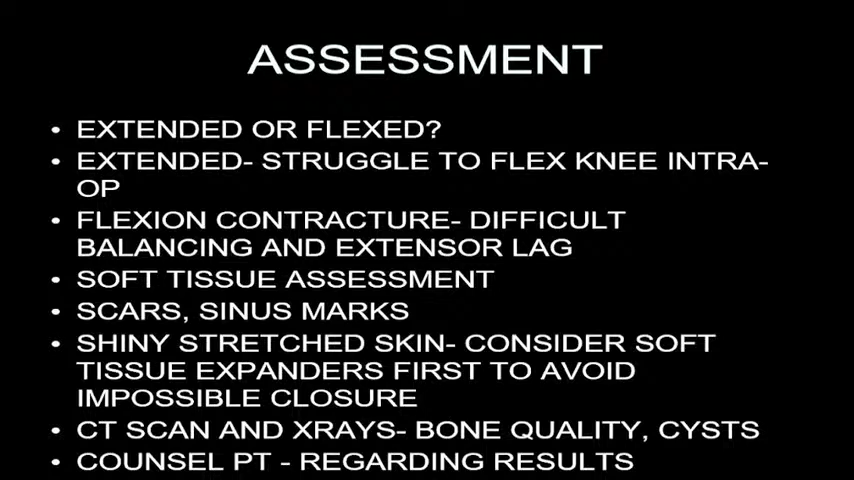 ASSESSMENT
• EXTENDED OR FLEXED?
• EXTENDED- STRUGGLE TO FLEX KNEE INTRA-
OP
• FLEXION CONTRACTURE- DIFFICULT
BALANCING AND EXTENSOR LAG
• SOFT TISSUE ASSESSMENT
• SCARS, SINUS MARKS
• SHINY STRETCHED SKIN- CONSIDER SOFT
TISSUE EXPANDERS FIRST TO AVOID
IMPOSSIBLE CLOSURE
• CT SCAN AND XRAYS- BONE QUALITY, CYSTS
• COUNSEL PT - REGARDING RESULTS